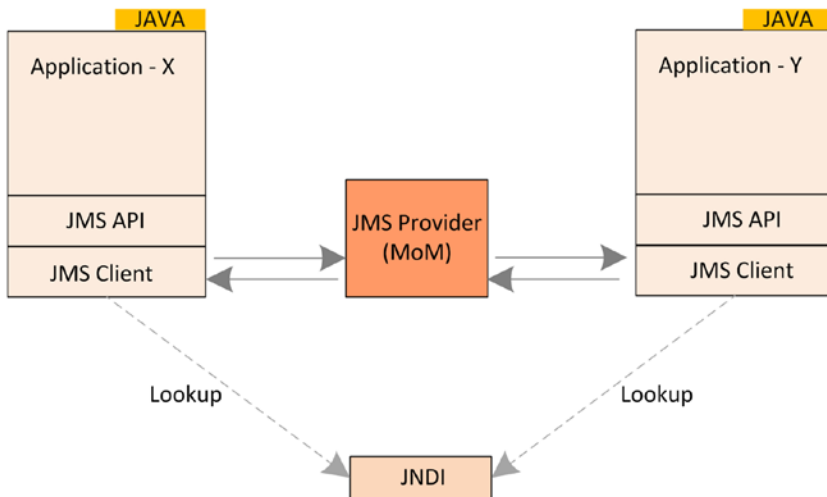 JAVA
JAVA
Application - X
Application - Y
JMS API
JMS Provider
(MoM)
JMS API
JMS Client
JMS Client
Lookup
Lookup
JNDI